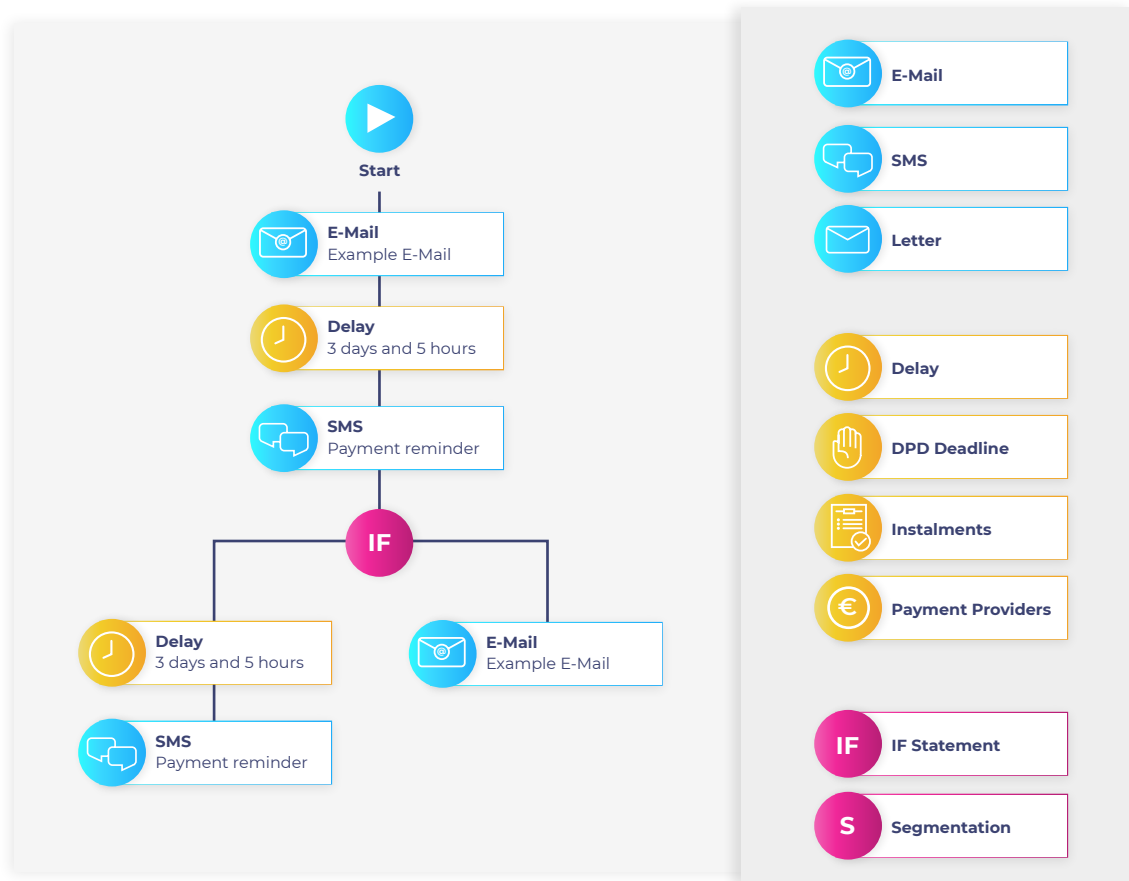 Start
E-Mail
Example E-Mail
Delay
3 days and 5 hours
SMS
Payment reminder
IF
Delay
3 days and 5 hours
SMS
Payment reminder
E-Mail
Example E-Mail
@ E-Mail
SMS
Letter
Delay
DPD Deadline
Instalments
€ Payment Providers
IF IF Statement
S Segmentation